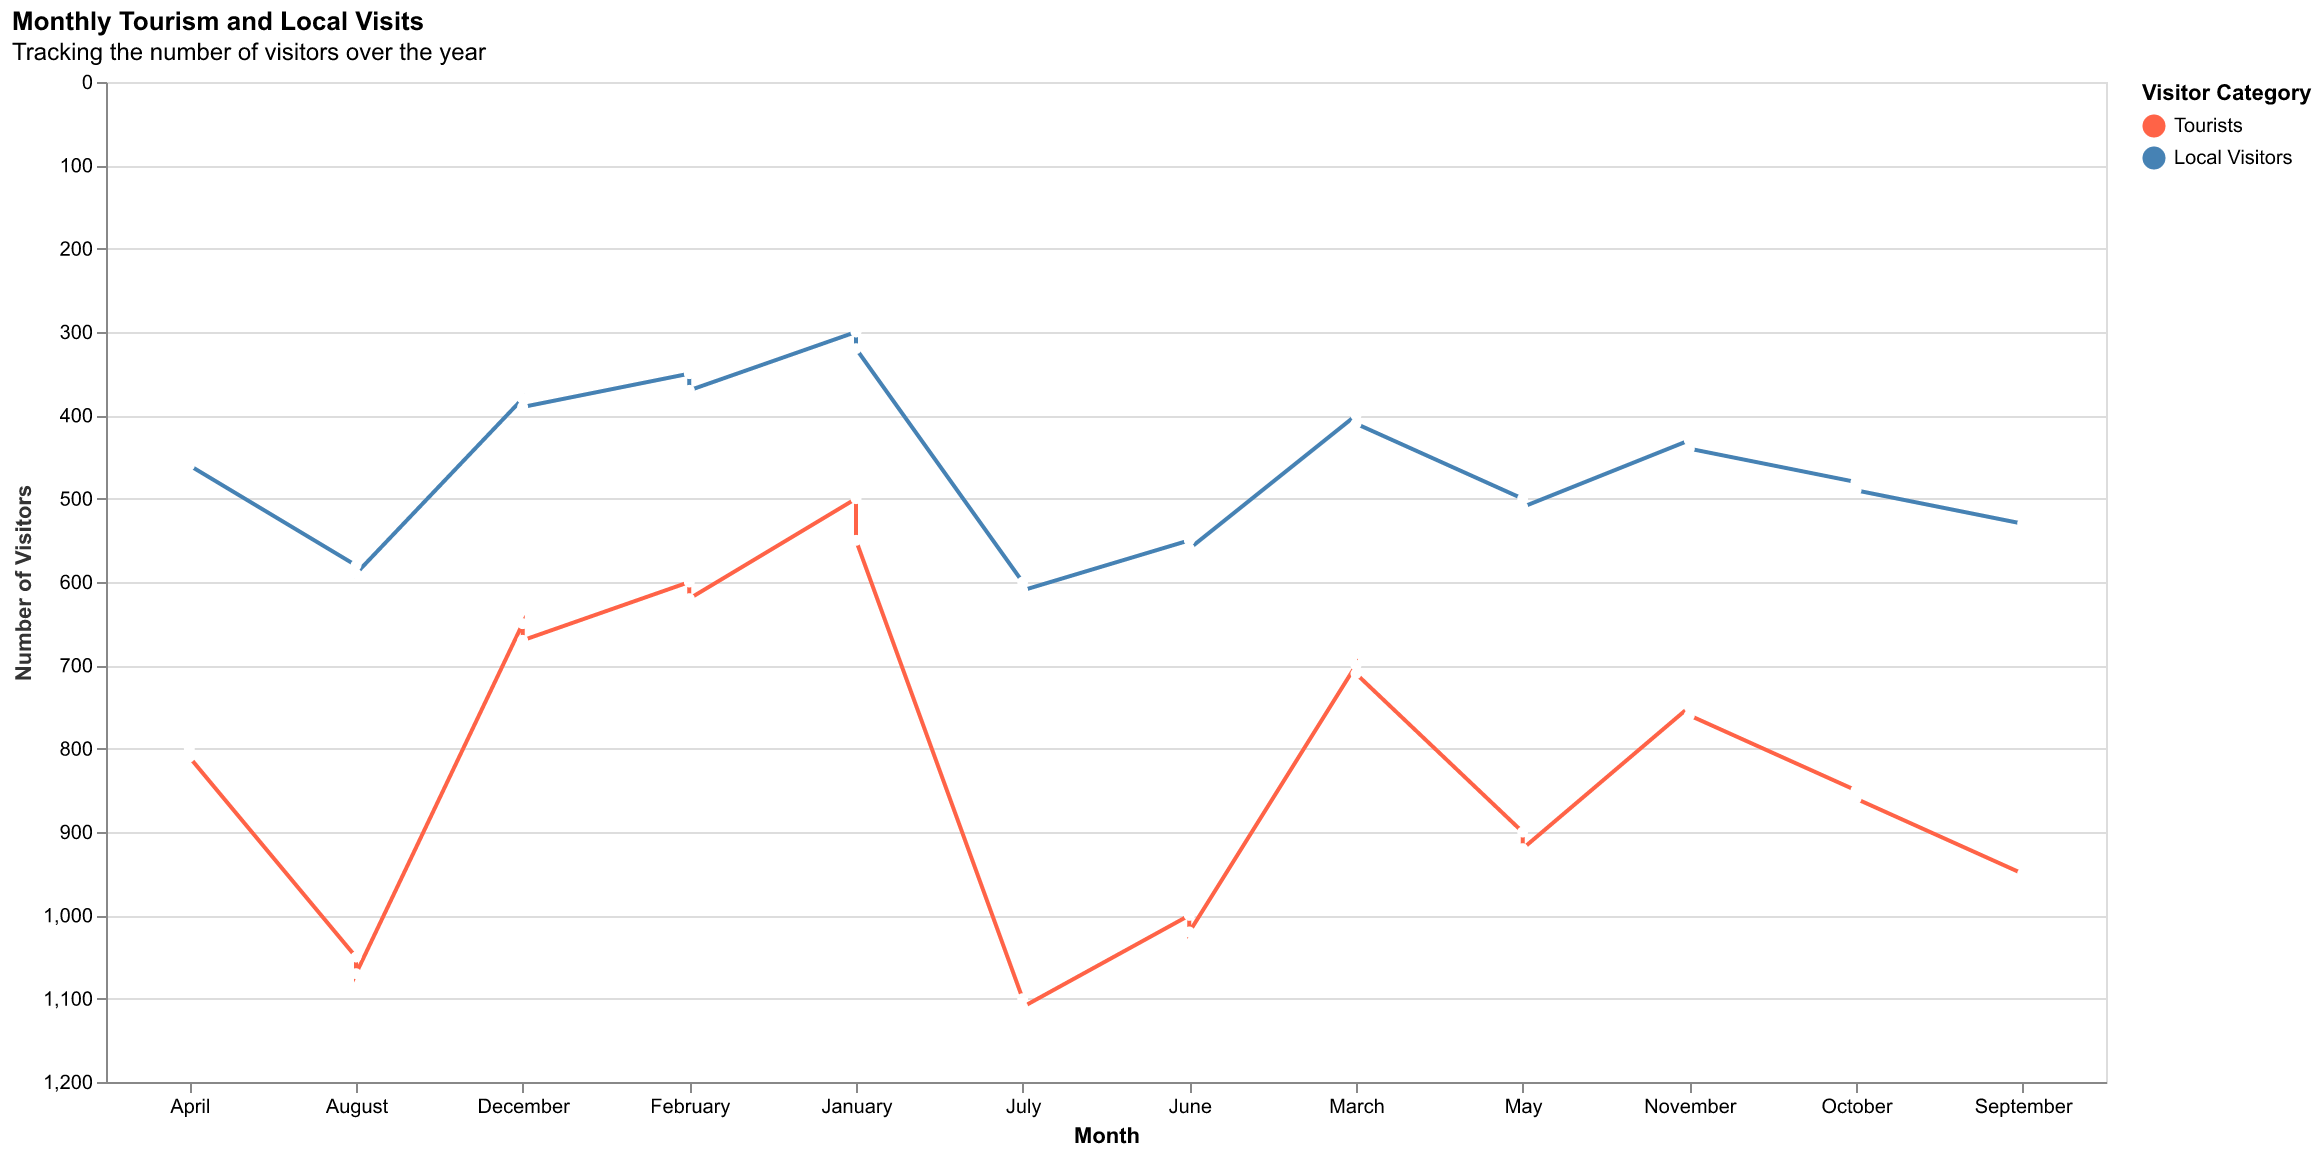 Monthly Tourism and Local Visits
Tracking the number of visitors over the year
0
100
200
300
400
500
600
700
800
900
1,000
1,100
1,200
Number of Visitors
April
August
December
February
January
July
June
March
May
November
October
September
Month
Visitor Category
Tourists
Local Visitors